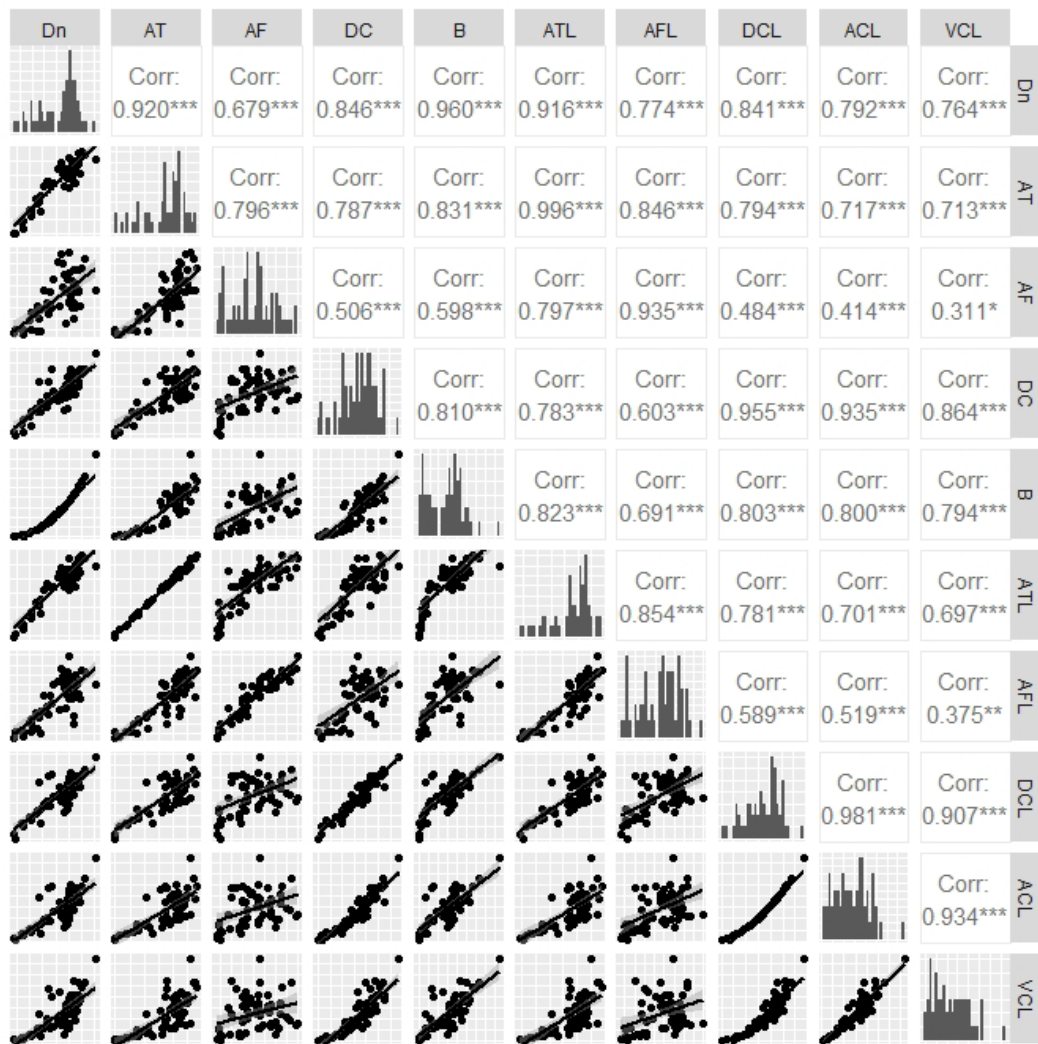 Dn AT AF DC B ATL AFL DCL ACL VCL
Corr: Corr: Corr: Corr: Corr: Corr: Corr: Corr: Corr:
0.920*** 0.679*** 0.846*** 0.960*** 0.916*** 0.774*** 0.841*** 0.792*** 0.764***
Dn
Corr: Corr: Corr: Corr: Corr: Corr: Corr: Corr:
0.796*** 0.787*** 0.831*** 0.996*** 0.846*** 0.794*** 0.717*** 0.713***
AT
Corr: Corr: Corr: Corr: Corr: Corr: Corr:
0.506*** 0.598*** 0.797*** 0.935*** 0.484*** 0.414*** 0.311*
AF
Corr: Corr: Corr: Corr: Corr: Corr:
0.810*** 0.783*** 0.603*** 0.955*** 0.935*** 0.864***
DC
Corr: Corr: Corr: Corr: Corr:
0.823*** 0.691*** 0.803*** 0.800*** 0.794***
B
Corr: Corr: Corr: Corr:
0.854*** 0.781*** 0.701*** 0.697***
ATL
Corr: Corr: Corr:
0.589*** 0.519*** 0.375**
AFL
Corr: Corr:
0.981*** 0.907***
DCL
Corr:
0.934***
ACL
VCL